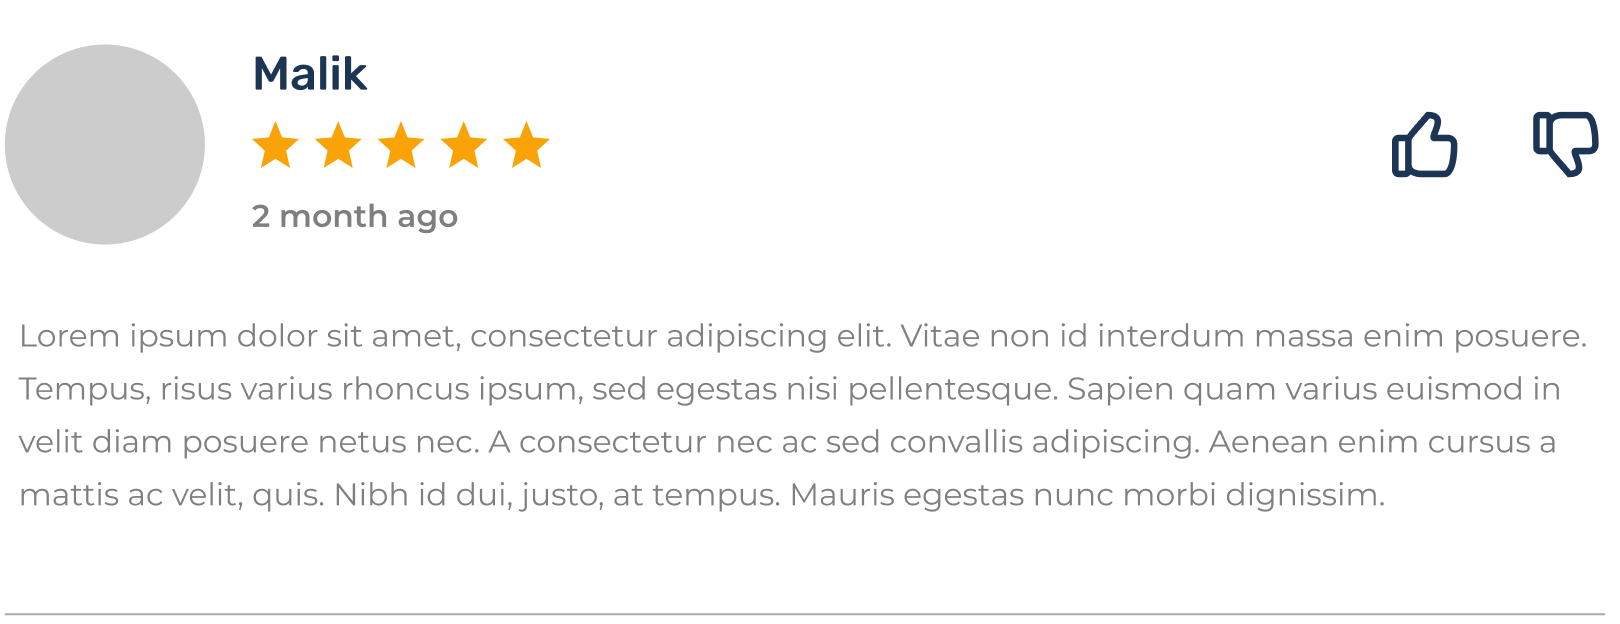 Malik
2 month ago
Lorem ipsum dolor sit amet, consectetur adipiscing elit. Vitae non id interdum massa enim posuere.
Tempus, risus varius rhoncus ipsum, sed egestas nisi pellentesque. Sapien quam varius euismod in
velit diam posuere netus nec. A consectetur nec ac sed convallis adipiscing. Aenean enim cursus a
mattis ac velit, quis. Nibh id dui, justo, at tempus. Mauris egestas nunc morbi dignissim.